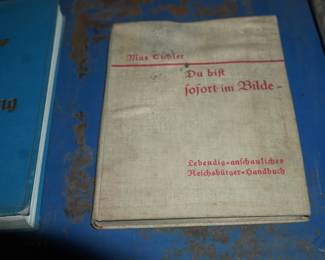 Max Eichler
Du bist
sofort im Bilde –
Lebendig-anschauliches
Reichsbürger-Handbuch